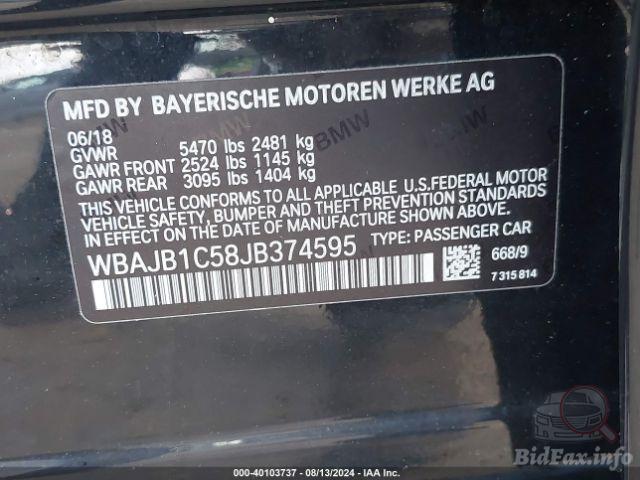 MFD BY BAYERISCHE MOTOREN WERKE AG
06/18
GVWR 5470 lbs 2481 kg
GAWR FRONT 2524 lbs 1145 kg
GAWR REAR 3095 lbs 1404 kg
THIS VEHICLE CONFORMS TO ALL APPLICABLE U.S.FEDERAL MOTOR
VEHICLE SAFETY, BUMPER AND THEFT PREVENTION STANDARDS
IN EFFECT ON THE DATE OF MANUFACTURE SHOWN ABOVE.
WBAJB1C58JB374595 TYPE: PASSENGER CAR
668/9
7 315 814
BMW
BidFax.info
000-40103737 - 08/13/2024 - IAA Inc.